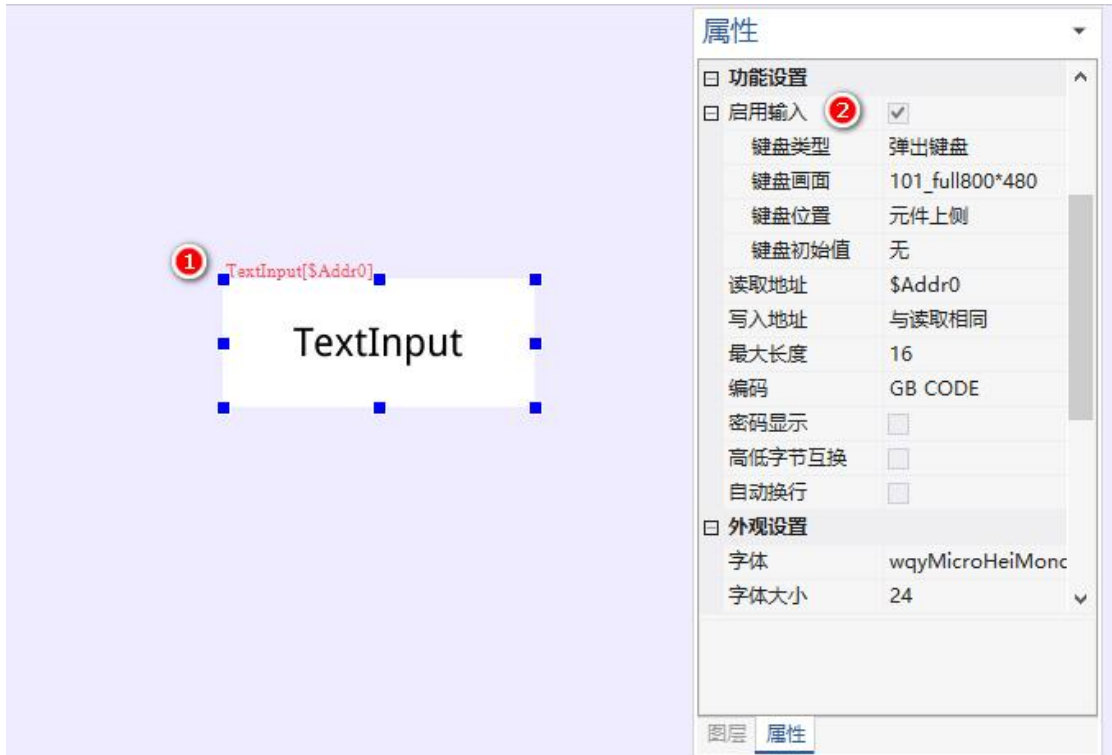 属性
功能设置
启用输入 2
键盘类型 弹出键盘
键盘画面 101_full800*480
键盘位置 元件上侧
键盘初始值 无
读取地址 $Addr0
写入地址 与读取相同
最大长度 16
编码 GB CODE
密码显示
高低字节互换
自动换行
外观设置
字体 wqyMicroHeiMono
字体大小 24
图层 属性
1
TextInput[$Addr0]
TextInput